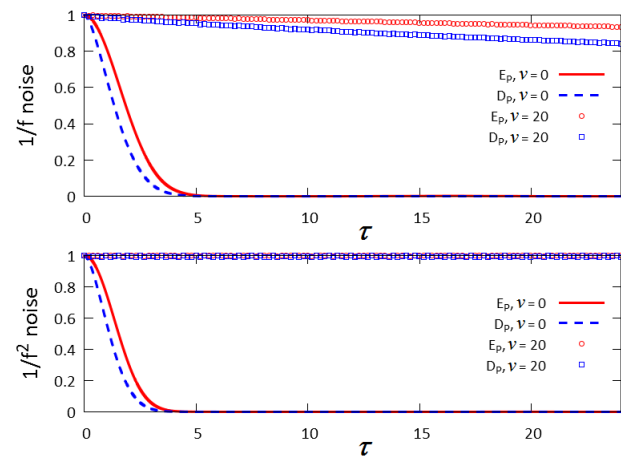 1/f noise
1
0.8
0.6
0.4
0.2
0
E_P, ν = 0
D_P, ν = 0
E_P, ν = 20
D_P, ν = 20
0 5 10 15 20
τ
1/f² noise
1
0.8
0.6
0.4
0.2
0
E_P, ν = 0
D_P, ν = 0
E_P, ν = 20
D_P, ν = 20
0 5 10 15 20
τ